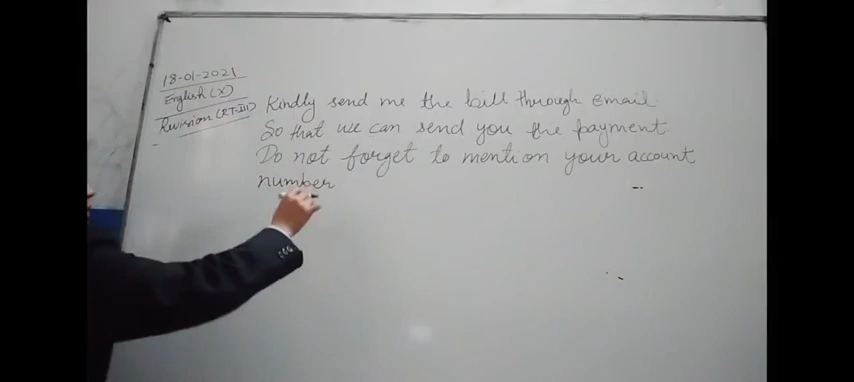 18-01-2021
English (X)
Revision (RT-III)
Kindly send me the bill through email
So that we can send you the payment.
Do not forget to mention your account
number